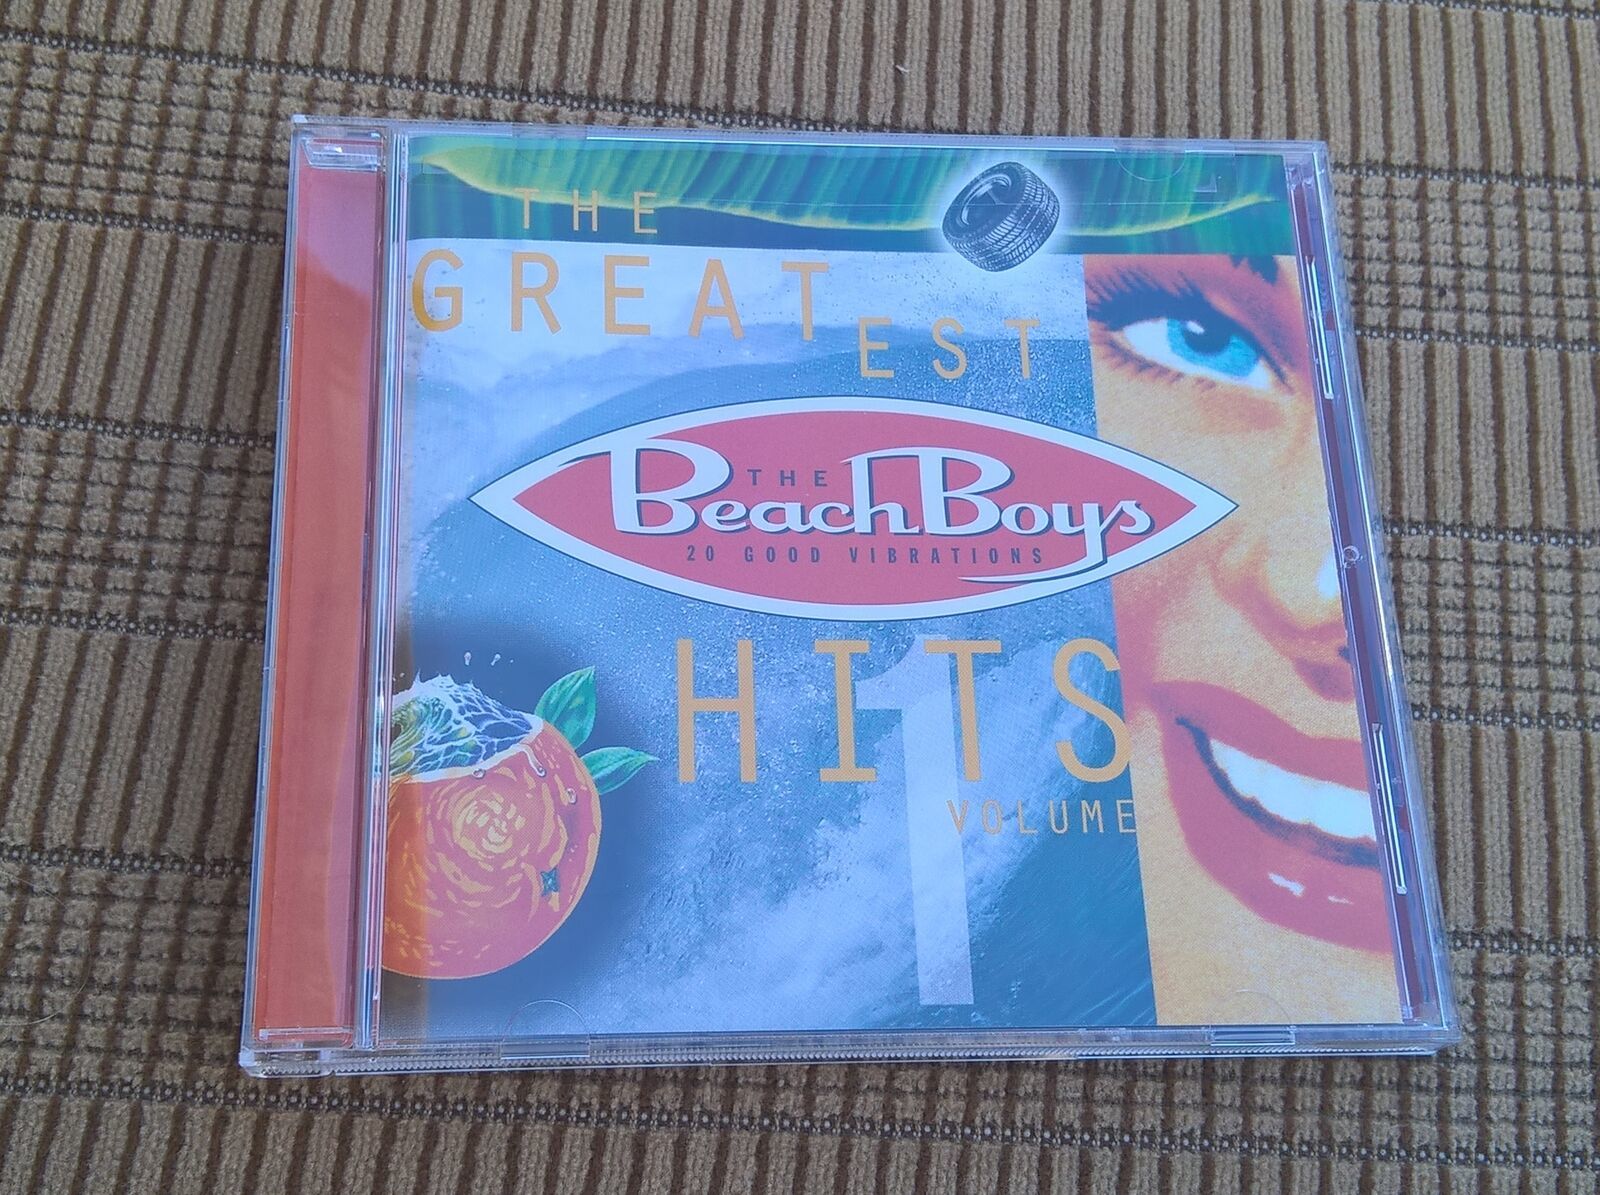 THE
GREATEST
THE
Beach Boys
20 GOOD VIBRATIONS
HITS
VOLUME
1